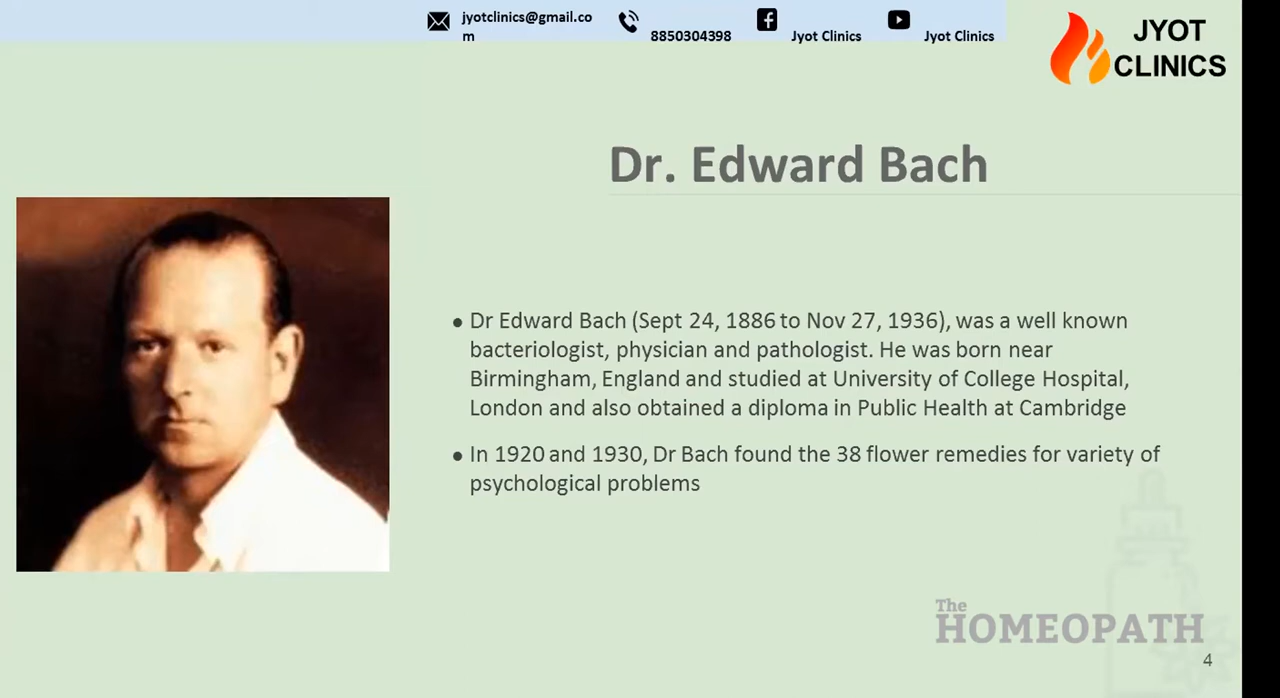 jyotclinics@gmail.co
m
8850304398
Jyot Clinics
Jyot Clinics
JYOT
CLINICS
Dr. Edward Bach
● Dr Edward Bach (Sept 24, 1886 to Nov 27, 1936), was a well known
bacteriologist, physician and pathologist. He was born near
Birmingham, England and studied at University of College Hospital,
London and also obtained a diploma in Public Health at Cambridge
● In 1920 and 1930, Dr Bach found the 38 flower remedies for variety of
psychological problems
The
HOMEOPATH
4